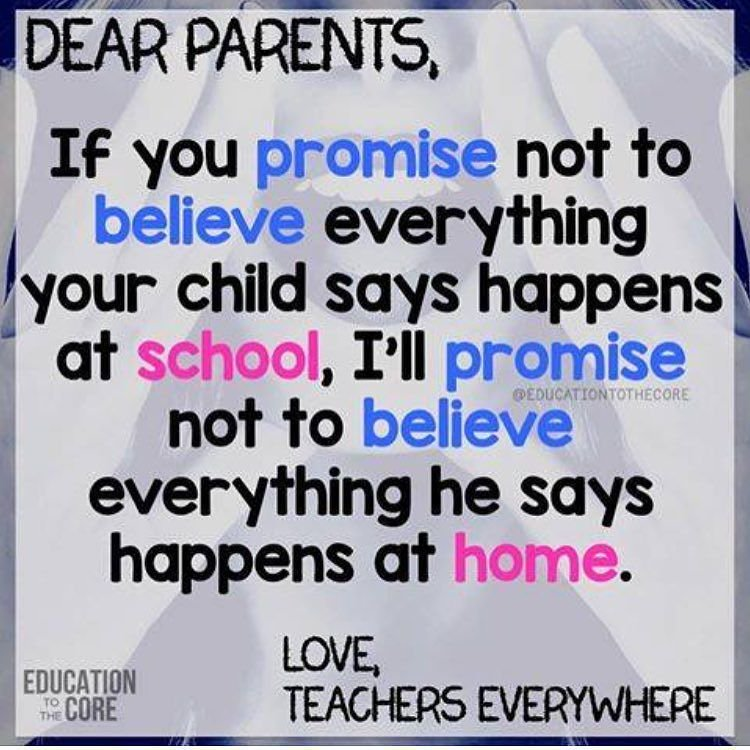 DEAR PARENTS,
If you promise not to
believe everything
your child says happens
at school, I'll promise
@EDUCATIONTOTHECORE
not to believe
everything he says
happens at home.
LOVE,
TEACHERS EVERYWHERE
EDUCATION
TO
THE CORE